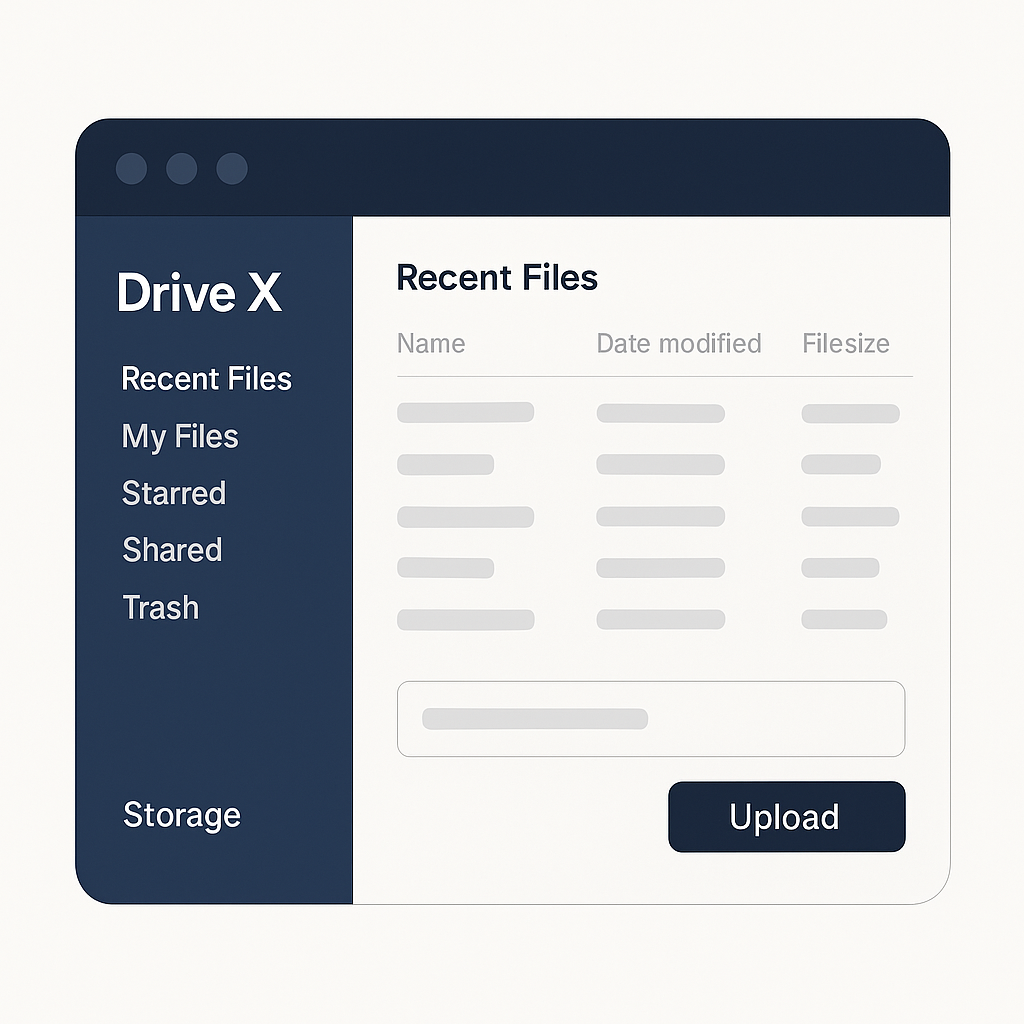 Drive X
Recent Files
My Files
Starred
Shared
Trash
Storage
Recent Files
Name Date modified Filesize
Upload